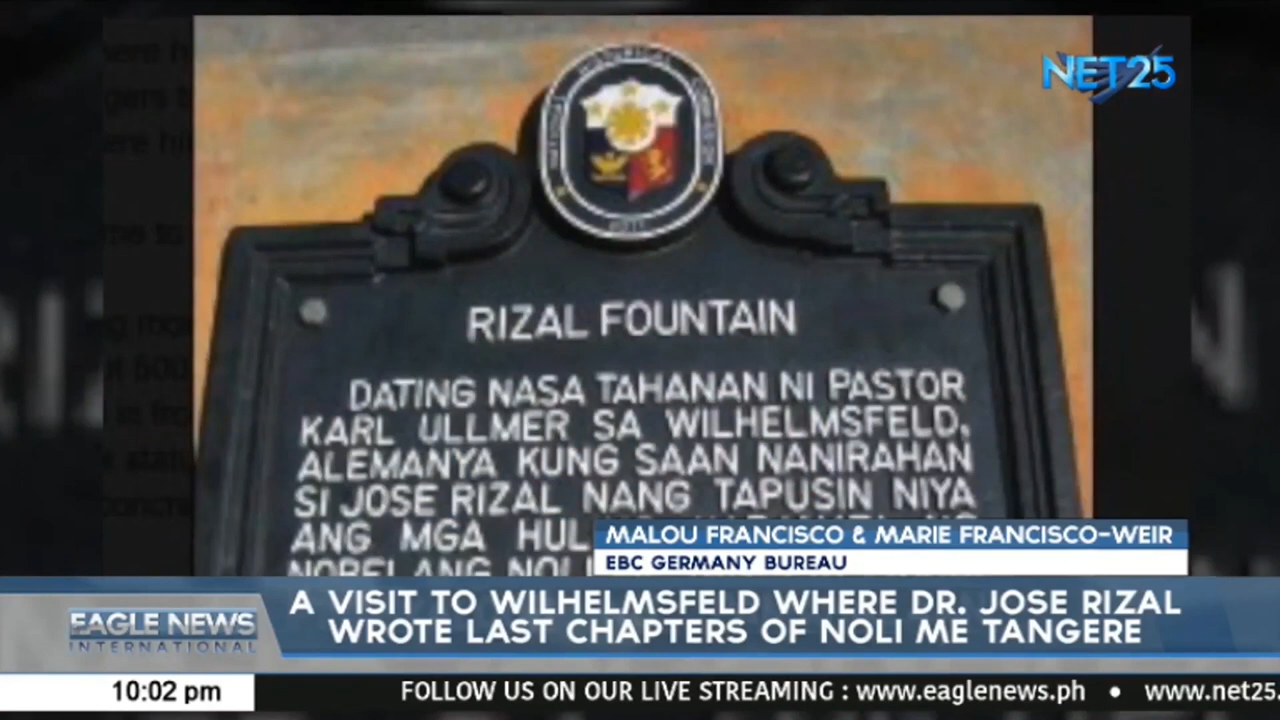 NET25
RIZAL FOUNTAIN
DATING NASA TAHANAN NI PASTOR
KARL ULLMER SA WILHELMSFELD,
ALEMANYA KUNG SAAN NANIRAHAN
SI JOSE RIZAL NANG TAPUSIN NIYA
ANG MGA
MALOU FRANCISCO & MARIE FRANCISCO-WEIR
EBC GERMANY BUREAU
A VISIT TO WILHELMSFELD WHERE DR. JOSE RIZAL
WROTE LAST CHAPTERS OF NOLI ME TANGERE
EAGLE NEWS
INTERNATIONAL
10:02 pm
FOLLOW US ON OUR LIVE STREAMING : www.eaglenews.ph • www.net25.